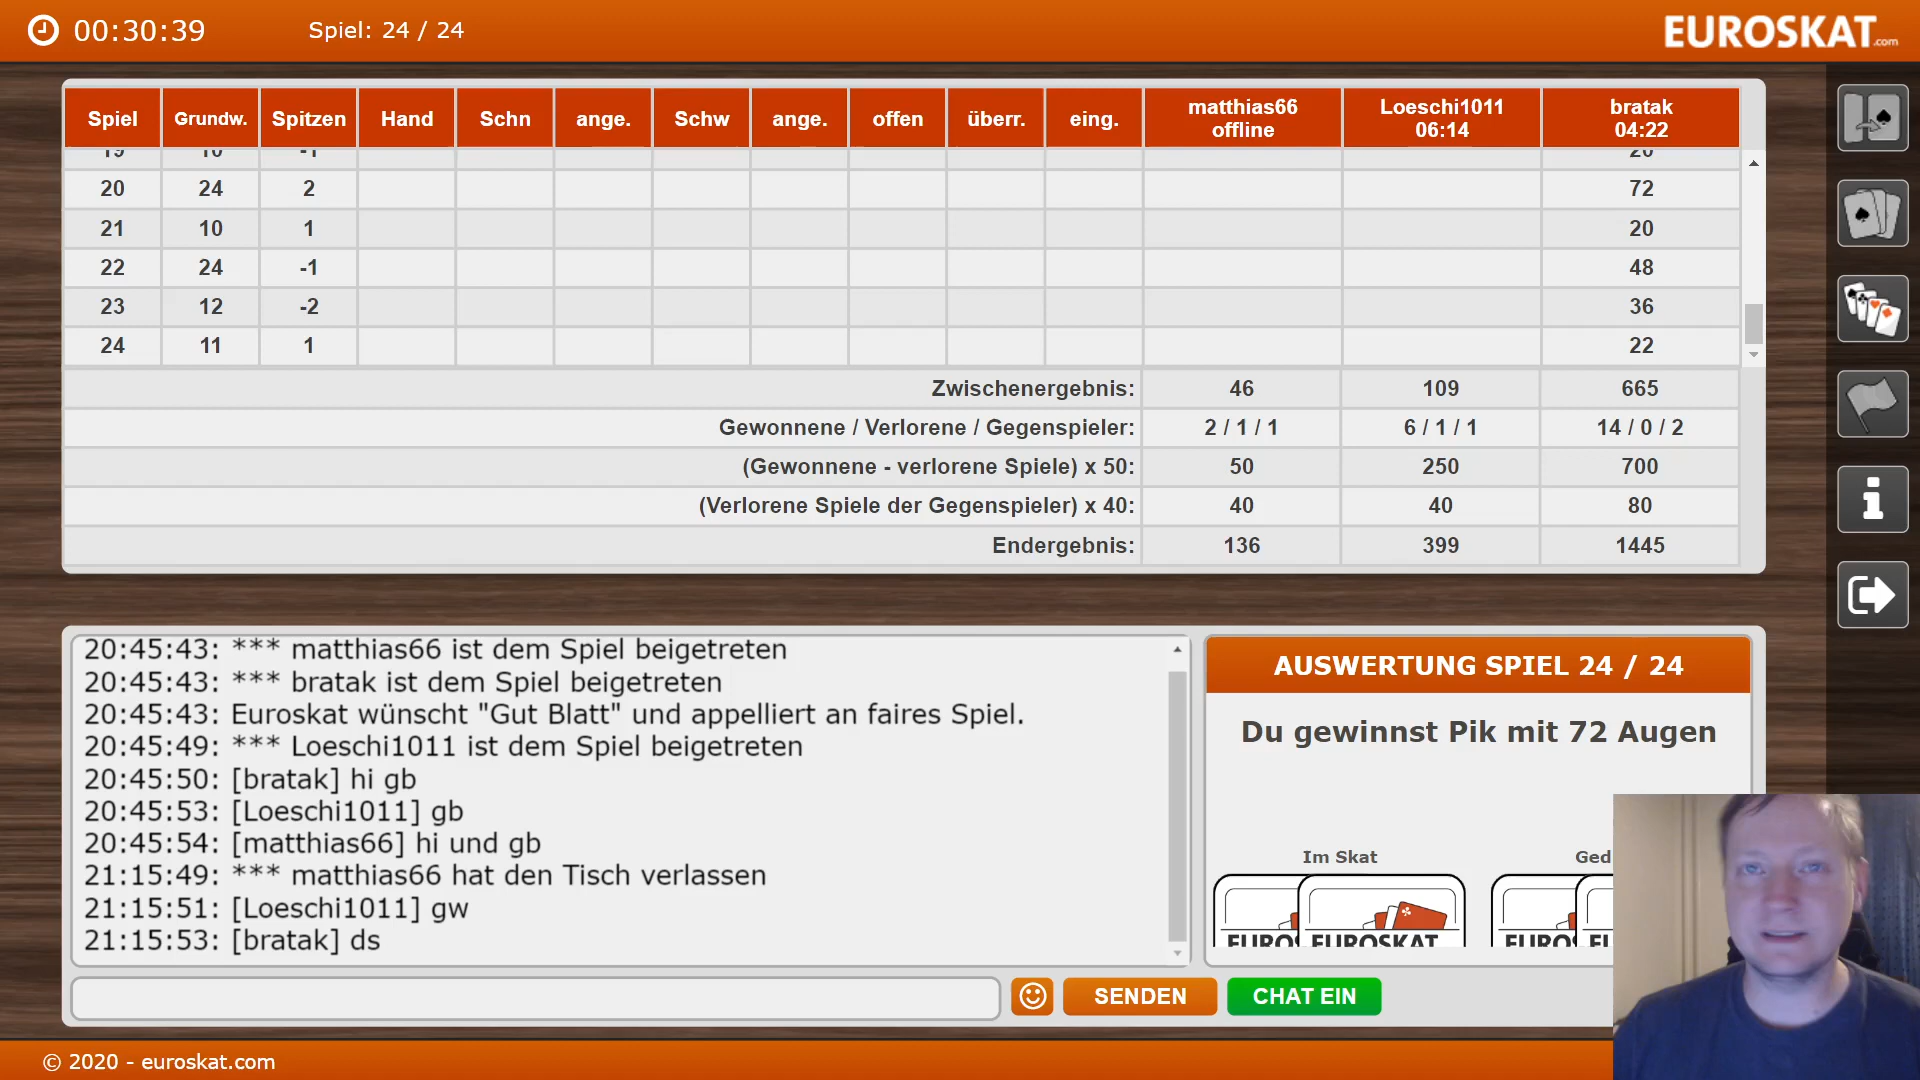 00:30:39 Spiel: 24 / 24 EUROSKAT.com
Spiel Grundw. Spitzen Hand Schn ange. Schw ange. offen überr. eing. matthias66 offline Loeschi1011 06:14 bratak 04:22
19 10 -1 20
20 24 2 72
21 10 1 20
22 24 -1 48
23 12 -2 36
24 11 1 22
Zwischenergebnis: 46 109 665
Gewonnene / Verlorene / Gegenspieler: 2 / 1 / 1 6 / 1 / 1 14 / 0 / 2
(Gewonnene - verlorene Spiele) x 50: 50 250 700
(Verlorene Spiele der Gegenspieler) x 40: 40 40 80
Endergebnis: 136 399 1445
20:45:43: *** matthias66 ist dem Spiel beigetreten
20:45:43: *** bratak ist dem Spiel beigetreten
20:45:43: Euroskat wünscht "Gut Blatt" und appelliert an faires Spiel.
20:45:49: *** Loeschi1011 ist dem Spiel beigetreten
20:45:50: [bratak] hi gb
20:45:53: [Loeschi1011] gb
20:45:54: [matthias66] hi und gb
21:15:49: *** matthias66 hat den Tisch verlassen
21:15:51: [Loeschi1011] gw
21:15:53: [bratak] ds
AUSWERTUNG SPIEL 24 / 24
Du gewinnst Pik mit 72 Augen
Im Skat Ged
EUROS EUROSKAT EUROS EU
SENDEN CHAT EIN
© 2020 - euroskat.com